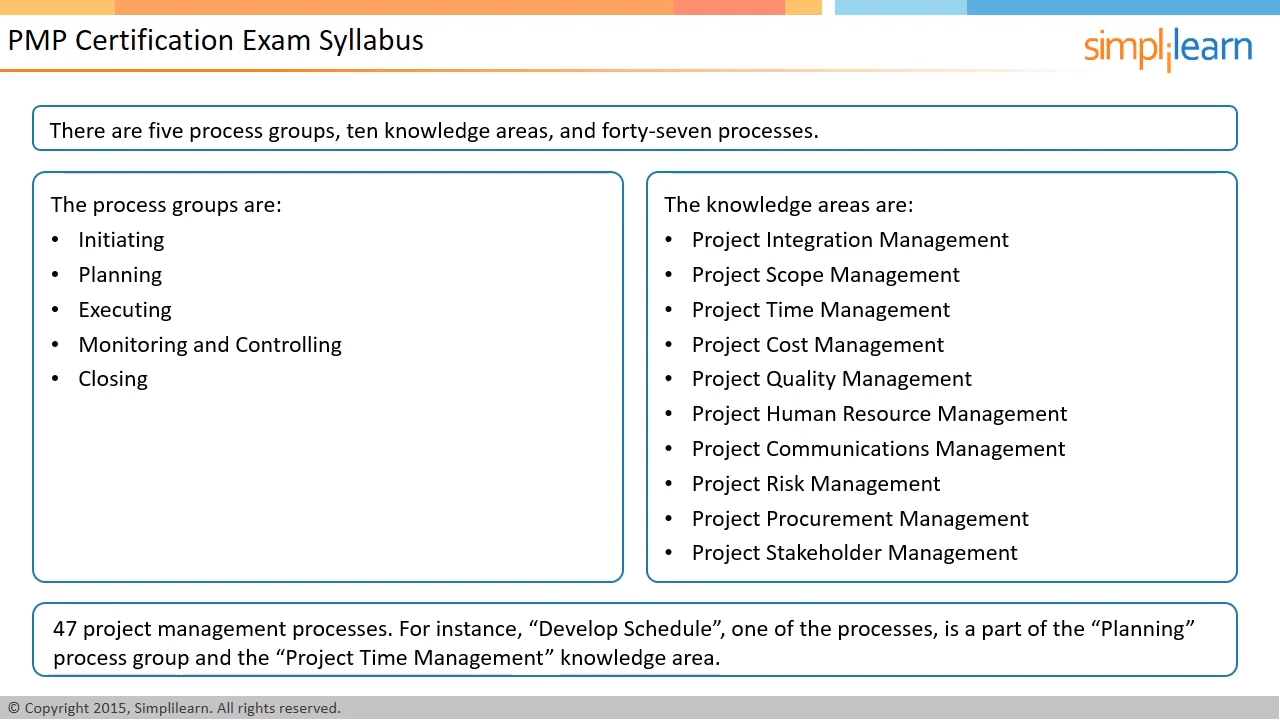 PMP Certification Exam Syllabus
simplilearn
There are five process groups, ten knowledge areas, and forty-seven processes.
The process groups are:
• Initiating
• Planning
• Executing
• Monitoring and Controlling
• Closing
The knowledge areas are:
• Project Integration Management
• Project Scope Management
• Project Time Management
• Project Cost Management
• Project Quality Management
• Project Human Resource Management
• Project Communications Management
• Project Risk Management
• Project Procurement Management
• Project Stakeholder Management
47 project management processes. For instance, “Develop Schedule”, one of the processes, is a part of the “Planning”
process group and the “Project Time Management” knowledge area.
© Copyright 2015, Simplilearn. All rights reserved.